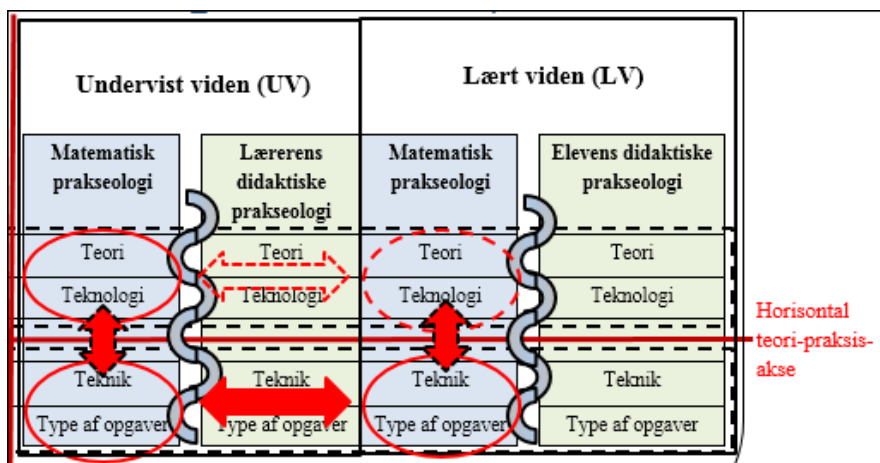 Undervist viden (UV)
Lært viden (LV)
Matematisk
prakseologi
Lærerens
didaktiske
prakseologi
Matematisk
prakseologi
Elevens didaktiske
prakseologi
Teori
Teori
Teori
Teori
Teknologi
Teknologi
Teknologi
Teknologi
Horisontal
teori-praksis-
akse
Teknik
Teknik
Teknik
Teknik
Type af opgaver
Type af opgaver
Type af opgaver
Type af opgaver